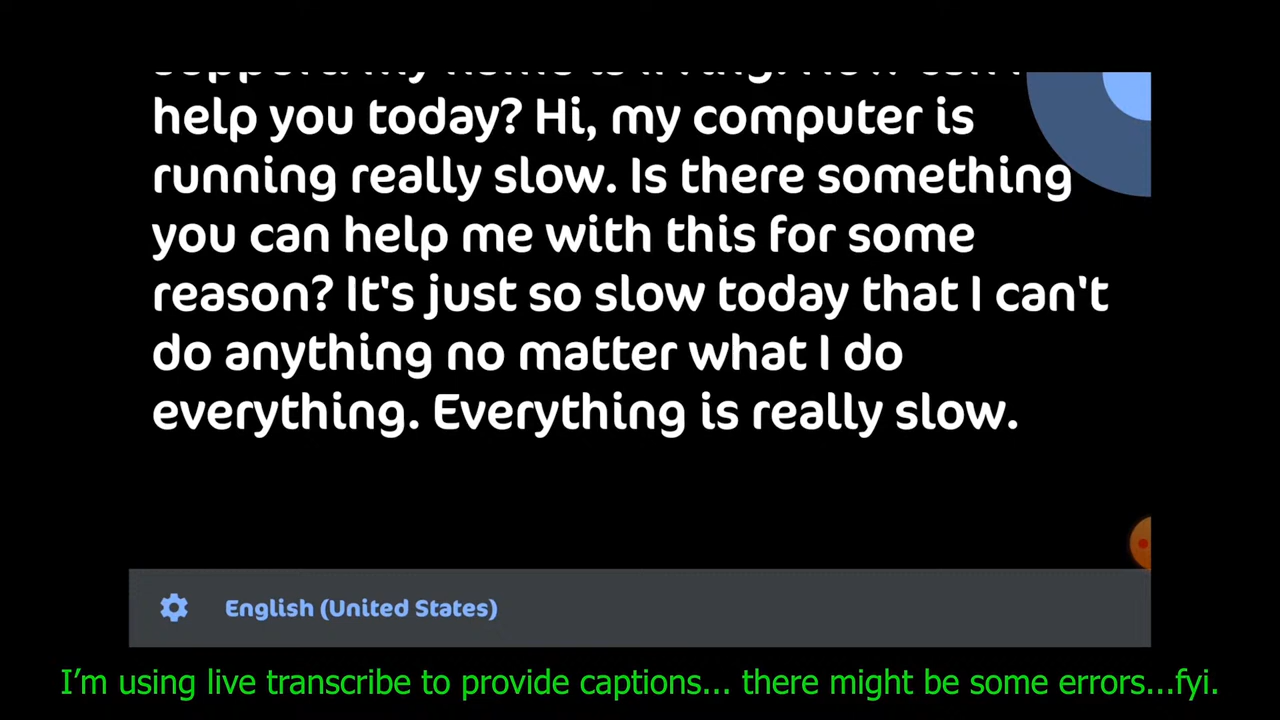 help you today? Hi, my computer is
running really slow. Is there something
you can help me with this for some
reason? It's just so slow today that I can't
do anything no matter what I do
everything. Everything is really slow.
English (United States)
I’m using live transcribe to provide captions... there might be some errors...fyi.